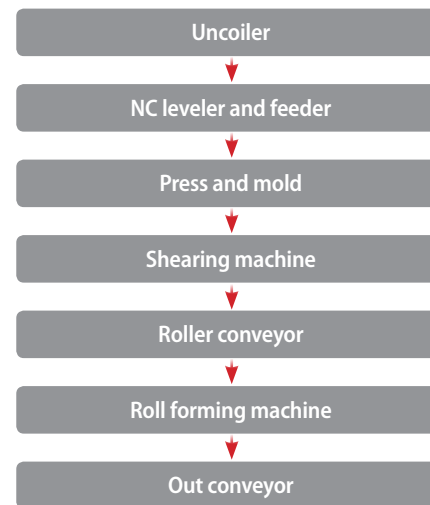 Uncoiler
NC leveler and feeder
Press and mold
Shearing machine
Roller conveyor
Roll forming machine
Out conveyor